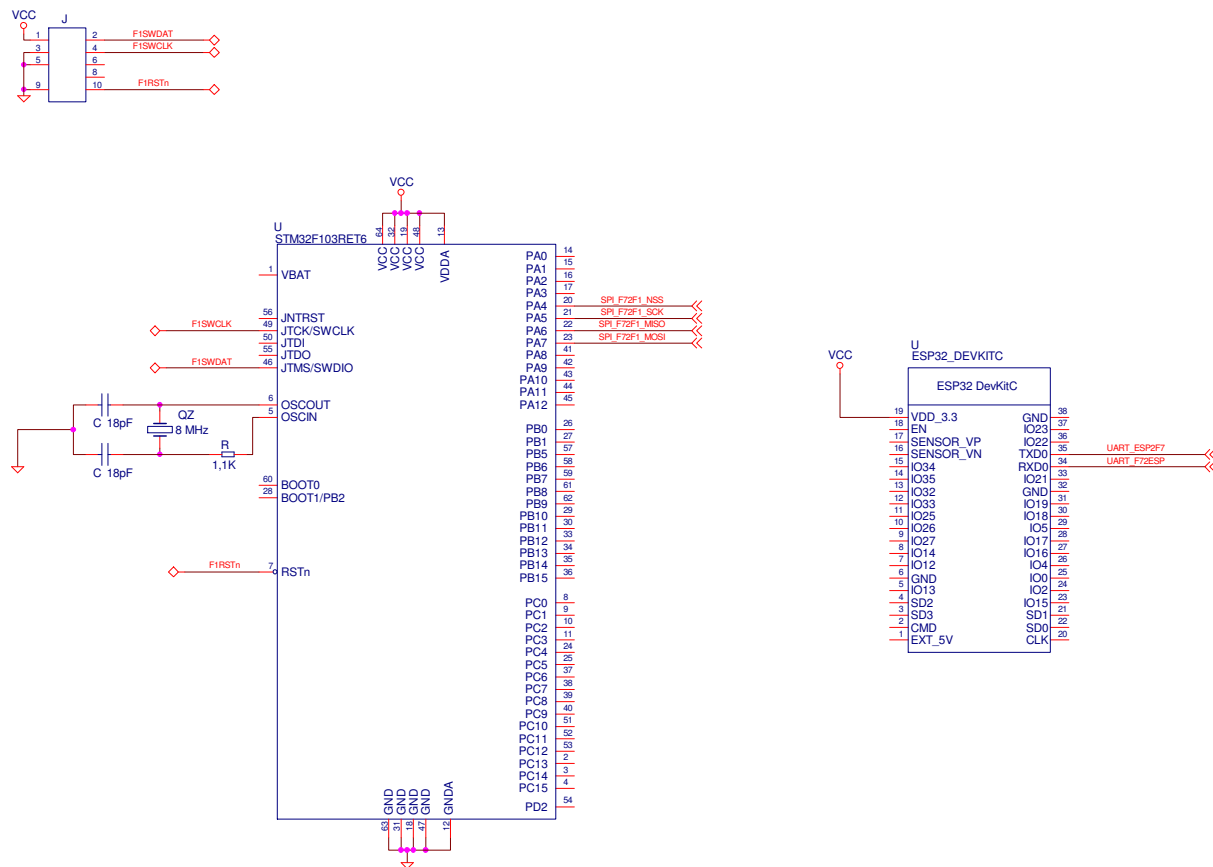 VCC
J
1 2 F1SWDAT
3 4 F1SWCLK
5 6
8
9 10 F1RSTn
VCC
U
STM32F103RET6
64 32 19 48 13
VCC VCC VCC VCC VDDA
1 VBAT
56 JNTRST
F1SWCLK 49 JTCK/SWCLK
50 JTDI
55 JTDO
F1SWDAT 46 JTMS/SWDIO
6 OSCOUT
5 OSCIN
C 18pF
QZ
8 MHz
R
1,1K
C 18pF
60 BOOT0
28 BOOT1/PB2
F1RSTn 7 RSTn
PA0 14
PA1 15
PA2 16
PA3 17
PA4 20 SPI_F72F1_NSS
PA5 21 SPI_F72F1_SCK
PA6 22 SPI_F72F1_MISO
PA7 23 SPI_F72F1_MOSI
PA8 41
PA9 42
PA10 43
PA11 44
PA12 45
PB0 26
PB1 27
PB5 57
PB6 58
PB7 59
PB8 61
PB9 62
PB10 29
PB11 30
PB12 33
PB13 34
PB14 35
PB15 36
PC0 8
PC1 9
PC2 10
PC3 11
PC4 24
PC5 25
PC6 37
PC7 38
PC8 39
PC9 40
PC10 51
PC11 52
PC12 53
PC13 2
PC14 3
PC15 4
PD2 54
GND GND GND GND GNDA
63 31 18 47 12
VCC
U
ESP32_DEVKITC
ESP32 DevKitC
19 VDD_3.3 GND 38
18 EN IO23 37
17 SENSOR_VP IO22 36
16 SENSOR_VN TXD0 35 UART_ESP2F7
15 IO34 RXD0 34 UART_F72ESP
14 IO35 IO21 33
13 IO32 GND 32
12 IO33 IO19 31
11 IO25 IO18 30
10 IO26 IO5 29
9 IO27 IO17 28
8 IO14 IO16 27
7 IO12 IO4 26
6 GND IO0 25
5 IO13 IO2 24
4 SD2 IO15 23
3 SD3 SD1 21
2 CMD SD0 22
1 EXT_5V CLK 20